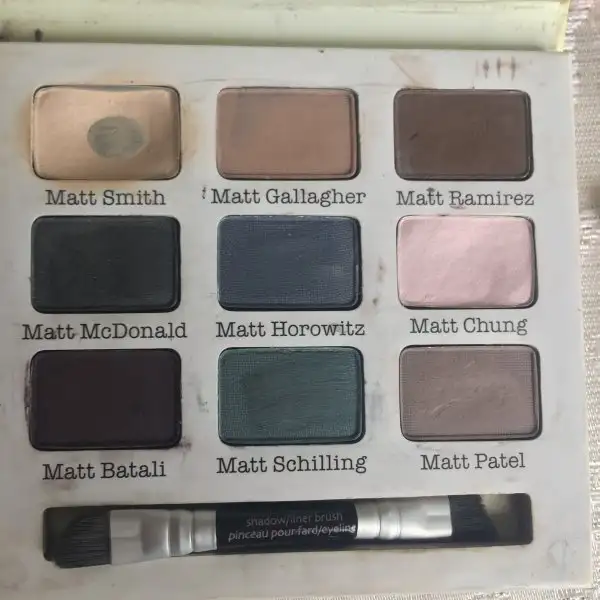 Matt Smith
Matt Gallagher
Matt Ramirez
Matt McDonald
Matt Horowitz
Matt Chung
Matt Batali
Matt Schilling
Matt Patel
shadow/liner brush
pinceau pour fard/eyeline